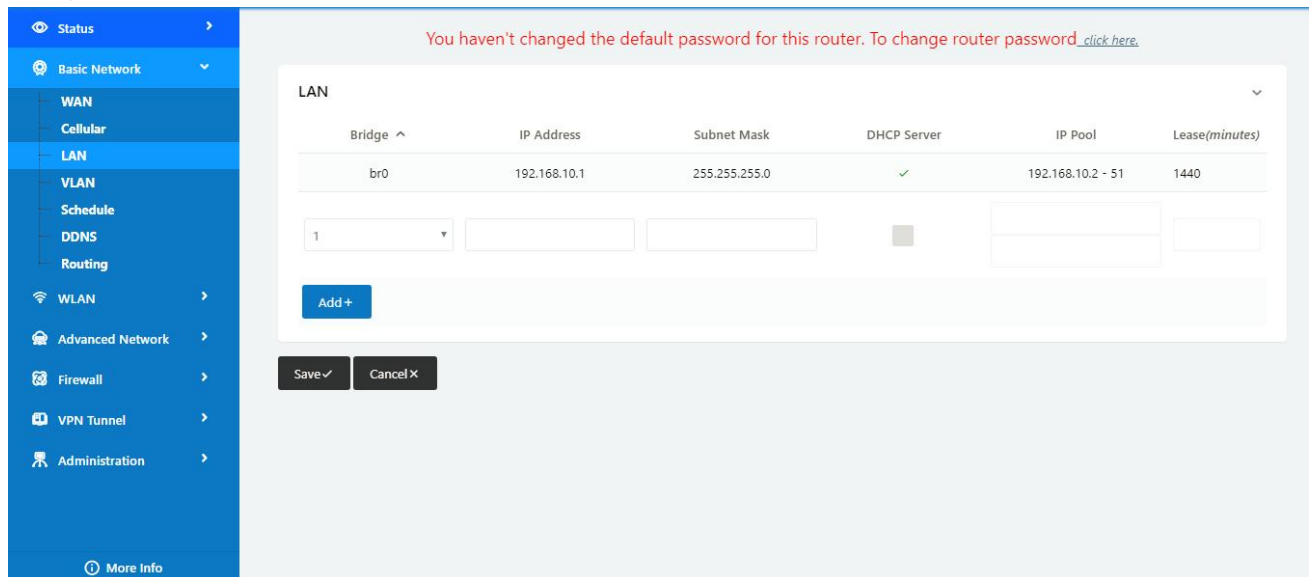 Status
You haven't changed the default password for this router. To change router password click here.
Basic Network
WAN
Cellular
LAN
VLAN
Schedule
DDNS
Routing
WLAN
Advanced Network
Firewall
VPN Tunnel
Administration
More Info
LAN
Bridge IP Address Subnet Mask DHCP Server IP Pool Lease(minutes)
br0 192.168.10.1 255.255.255.0 192.168.10.2 - 51 1440
1
Add+
Save Cancel